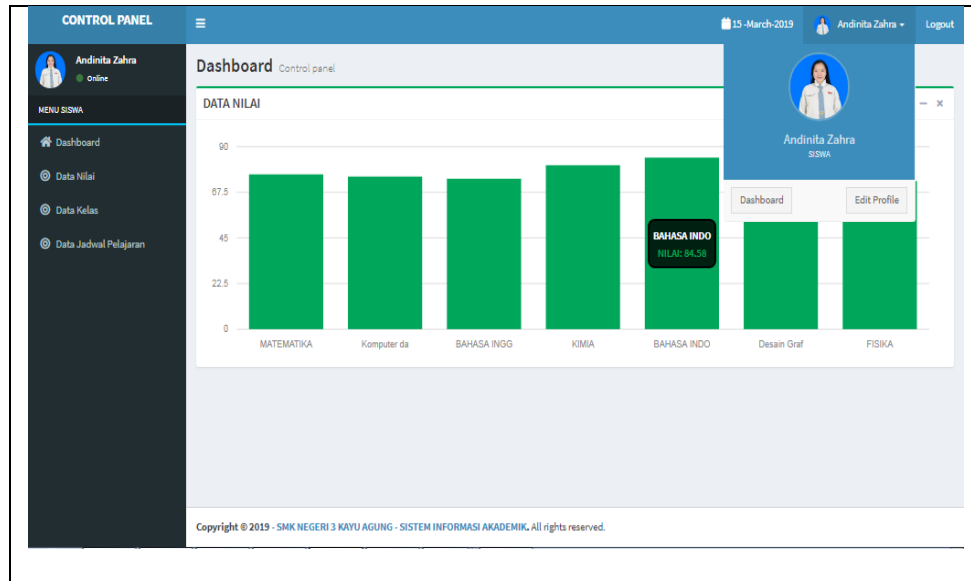 CONTROL PANEL
15 -March-2019
Andinita Zahra
Logout
Andinita Zahra
Online
MENU SISWA
Dashboard
Data Nilai
Data Kelas
Data Jadwal Pelajaran
Dashboard Control panel
DATA NILAI
90
67.5
45
22.5
0
MATEMATIKA
Komputer da
BAHASA INGG
KIMIA
BAHASA INDO
Desain Graf
FISIKA
BAHASA INDO
NILAI: 84.58
Andinita Zahra
SISWA
Dashboard
Edit Profile
Copyright © 2019 - SMK NEGERI 3 KAYU AGUNG - SISTEM INFORMASI AKADEMIK. All rights reserved.